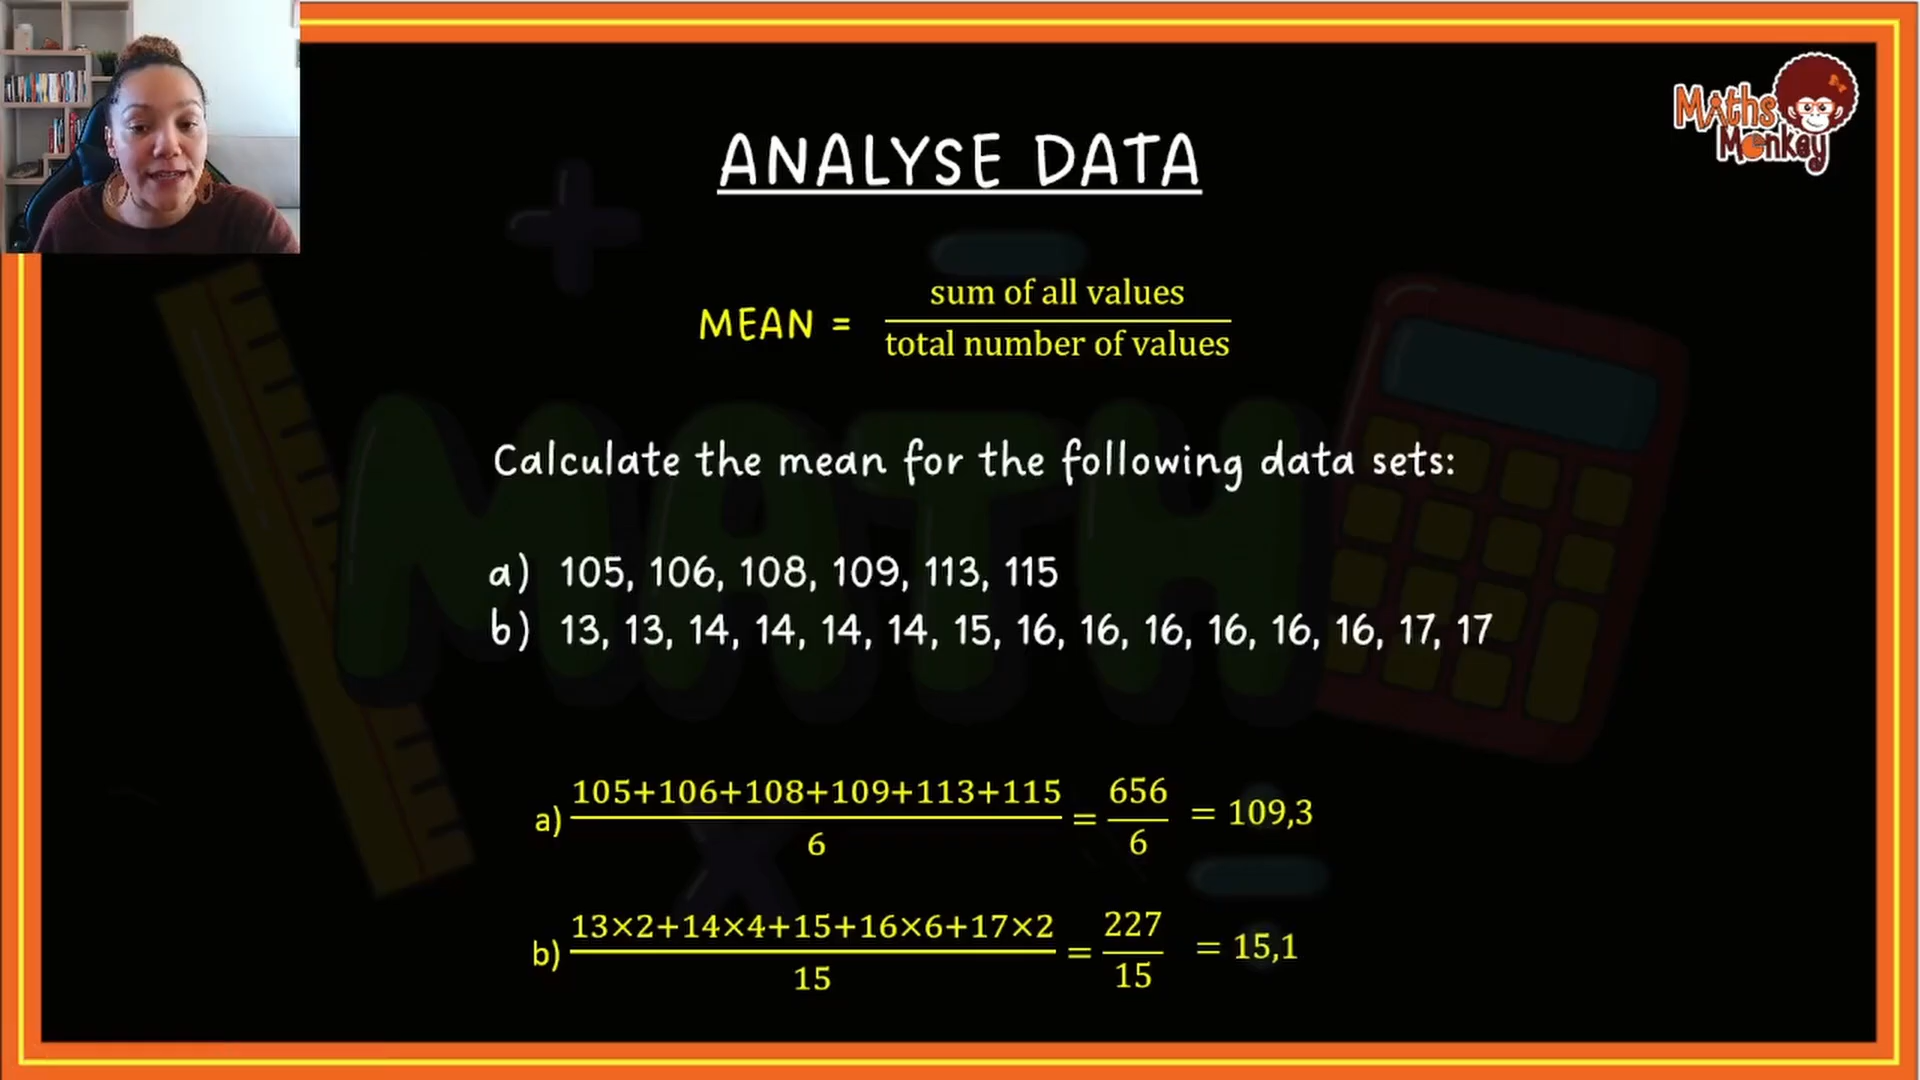 Maths
Monkey
ANALYSE DATA
MEAN = sum of all values
total number of values
Calculate the mean for the following data sets:
a) 105, 106, 108, 109, 113, 115
b) 13, 13, 14, 14, 14, 14, 15, 16, 16, 16, 16, 16, 16, 17, 17
MATH
a) 105+106+108+109+113+115 / 6 = 656 / 6 = 109,3
b) 13×2+14×4+15+16×6+17×2 / 15 = 227 / 15 = 15,1